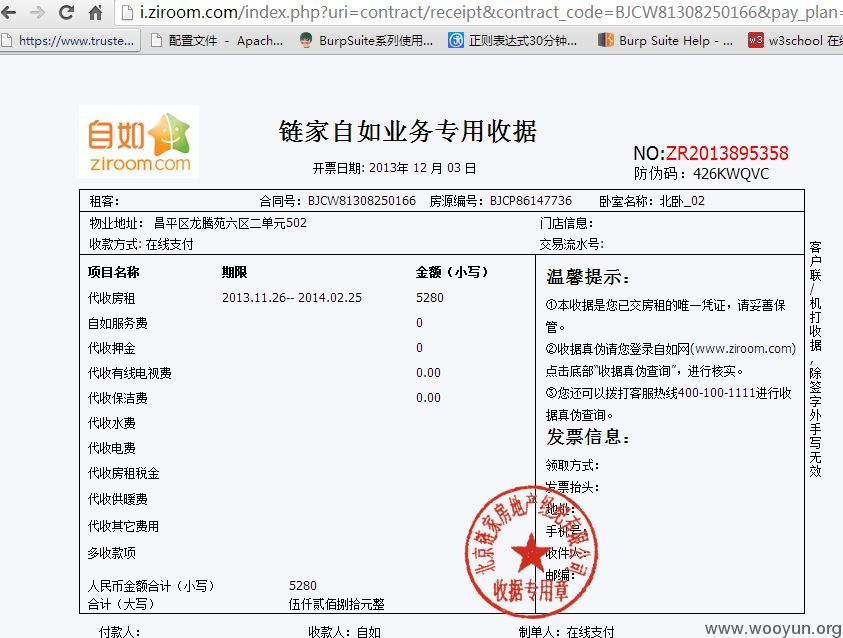 i.ziroom.com/index.php?uri=contract/receipt&contract_code=BJCW81308250166&pay_plan=
https://www.truste... 配置文件 - Apach... BurpSuite系列使用... 正则表达式30分钟... Burp Suite Help - ... w3 w3school 在线
自如
ziroom.com
链家自如业务专用收据
开票日期: 2013年 12 月 03 日
NO:ZR2013895358
防伪码：426KWQVC
租客： 合同号：BJCW81308250166 房源编号：BJCP86147736 卧室名称：北卧_02
物业地址： 昌平区龙腾苑六区二单元502 门店信息：
收款方式: 在线支付 交易流水号：
项目名称 期限 金额（小写）
代收房租 2013.11.26-- 2014.02.25 5280
自如服务费 0
代收押金 0
代收有线电视费 0.00
代收保洁费 0.00
代收水费
代收电费
代收房租税金
代收供暖费
代收其它费用
多收款项
人民币金额合计（小写） 5280
合计（大写） 伍仟贰佰捌拾元整
温馨提示：
①本收据是您已交房租的唯一凭证，请妥善保
管。
②收据真伪请您登录自如网(www.ziroom.com)
点击底部“收据真伪查询”，进行核实。
③您还可以拨打客服热线400-100-1111进行收
据真伪查询。
发票信息：
领取方式：
发票抬头：
地址：
手机号：
收件人：
邮编：
北京链家房地产经纪有限公司
收据专用章
客户联/机打收据，除签字外手写无效
付款人： 收款人：自如 制单人：在线支付
www.wooyun.org